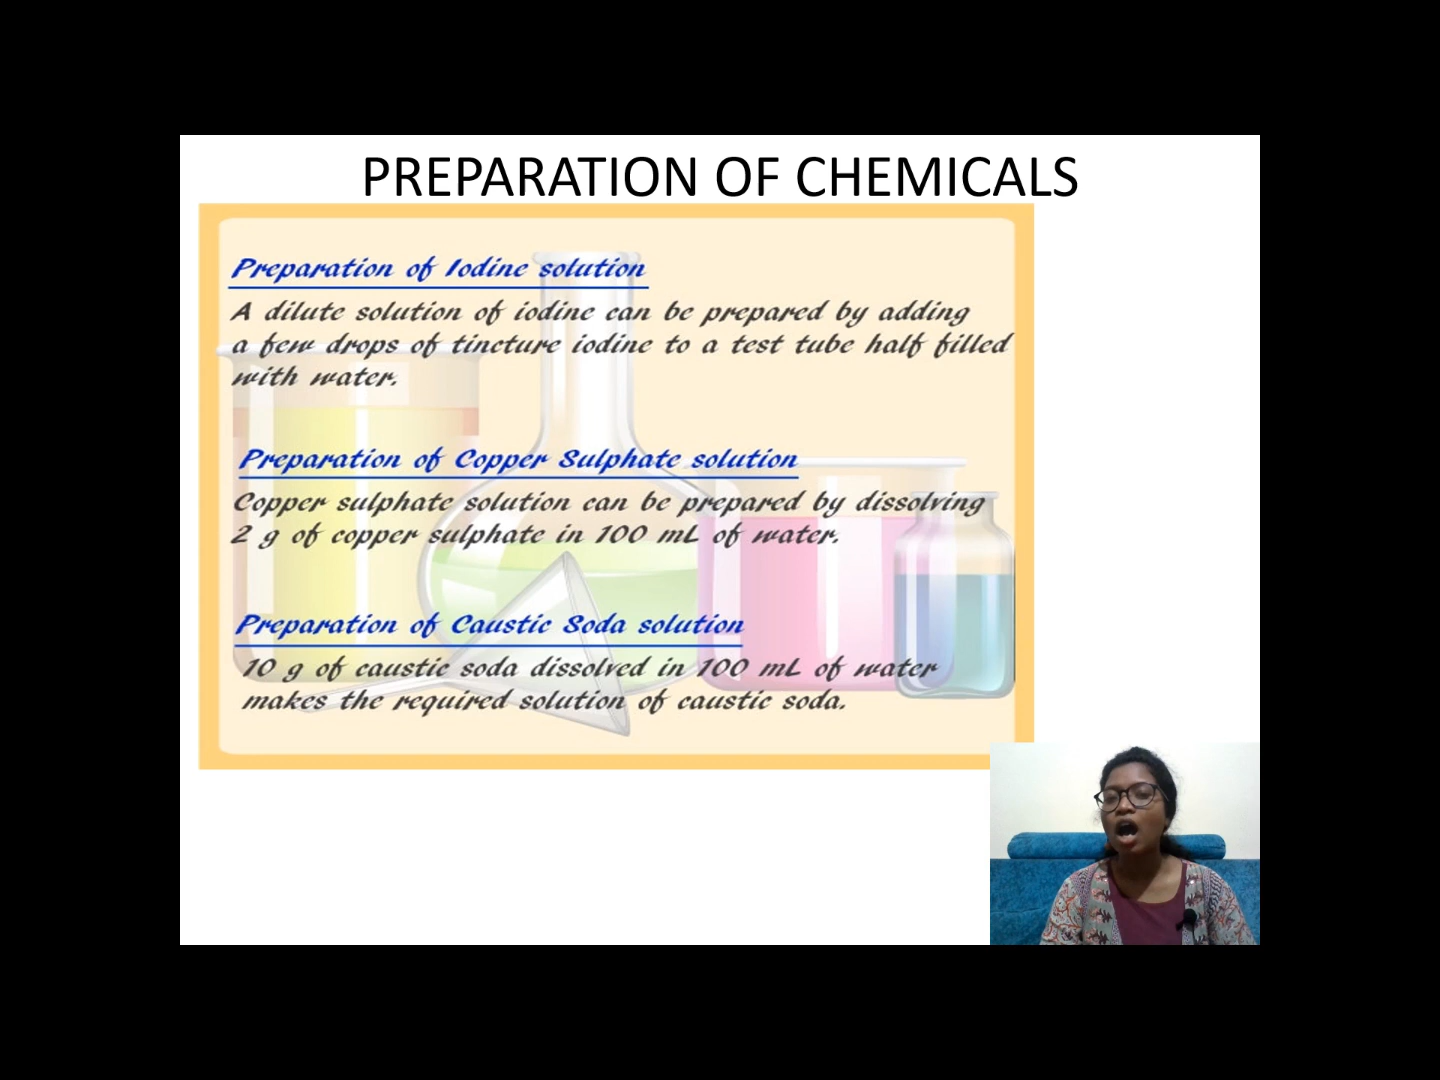 PREPARATION OF CHEMICALS
Preparation of Iodine solution
A dilute solution of iodine can be prepared by adding
a few drops of tincture iodine to a test tube half filled
with water.
Preparation of Copper Sulphate solution
Copper sulphate solution can be prepared by dissolving
2 g of copper sulphate in 100 mL of water.
Preparation of Caustic Soda solution
10 g of caustic soda dissolved in 100 mL of water
makes the required solution of caustic soda.